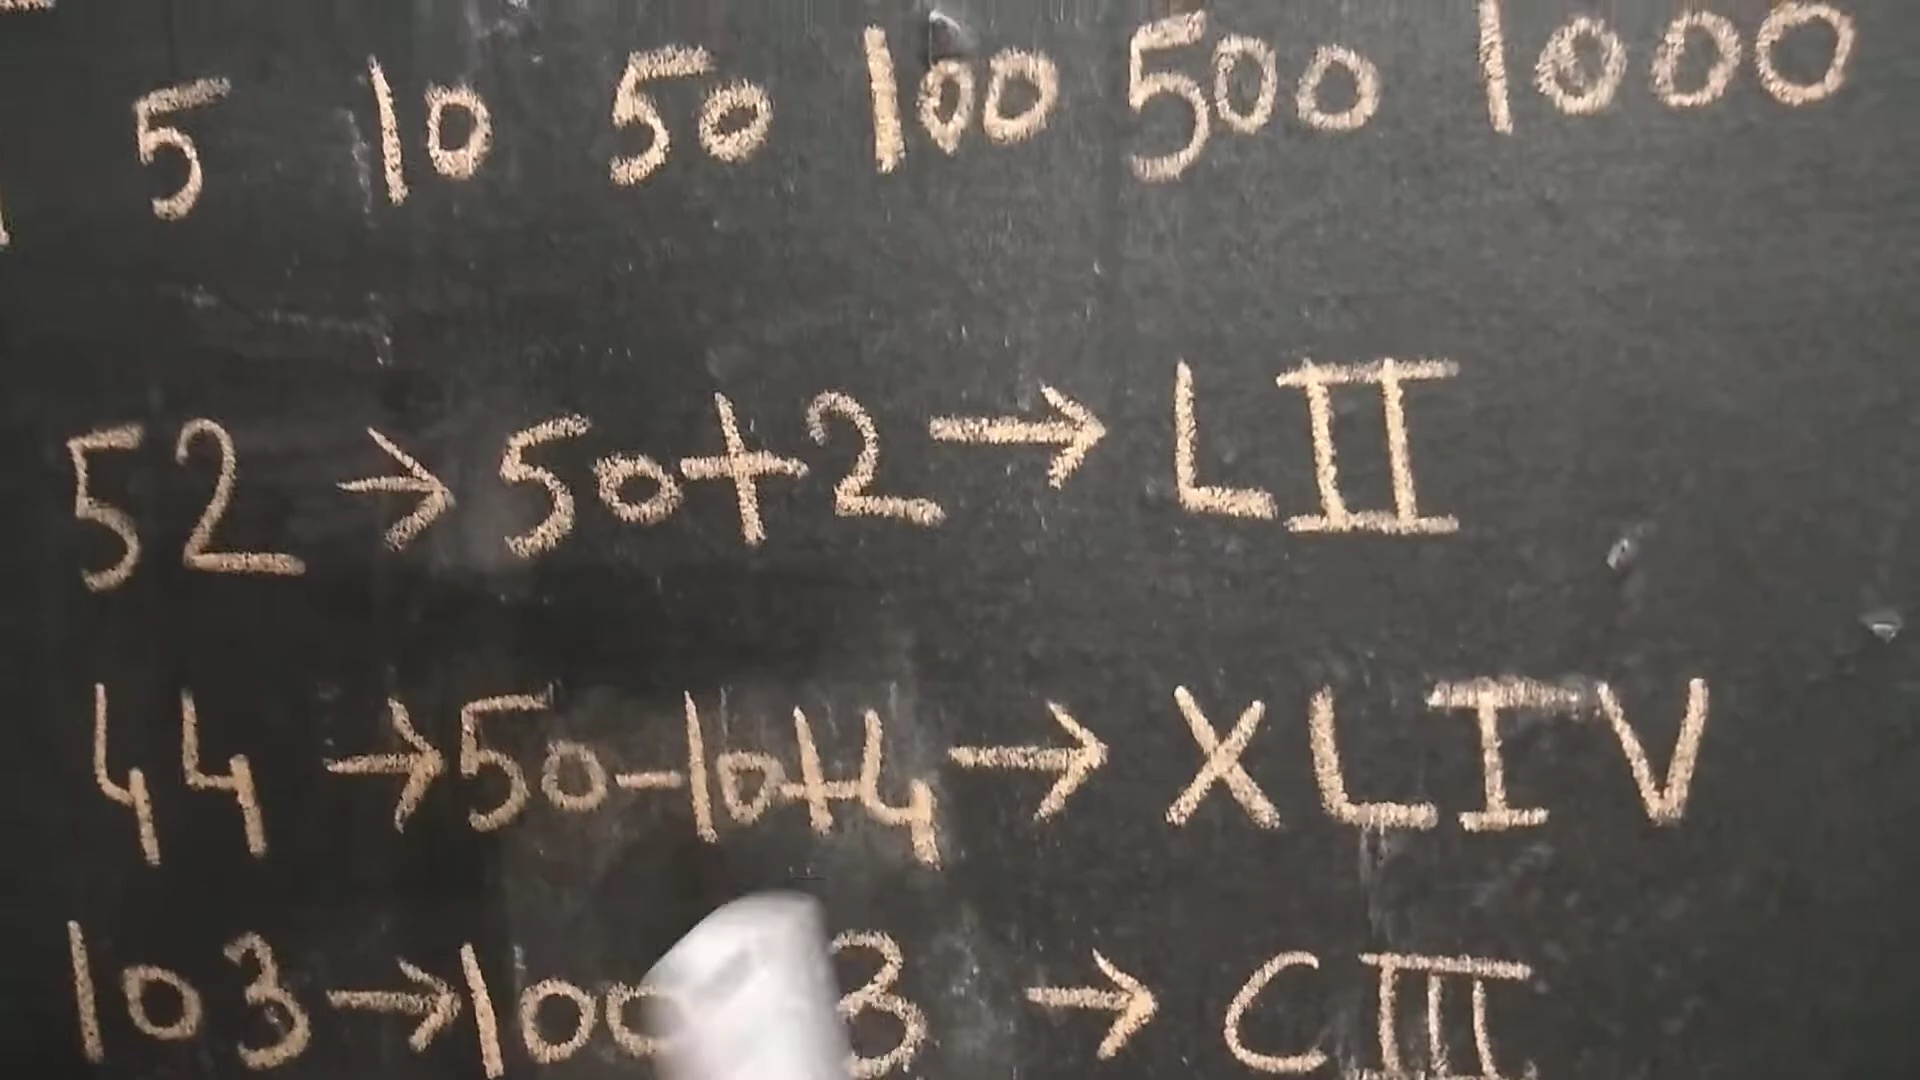 5 10 50 100 500 1000
52 → 50+2 → LII
44 → 50-10+4 → XLIV
103 → 100 3 → CIII